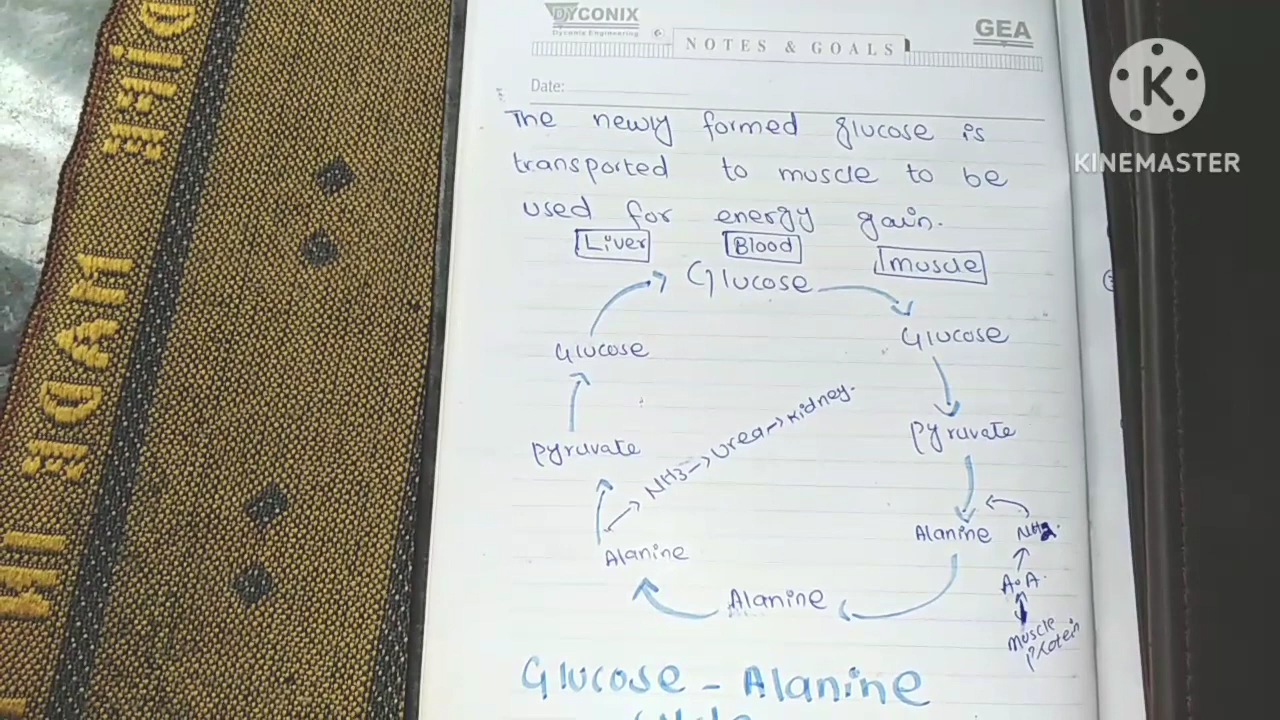 DYCONIX
Dyconix Engineering
GEA
NOTES & GOALS
Date:
The newly formed glucose is
transported to muscle to be
used for energy gain.
Liver
Blood
muscle
Glucose
Glucose
Glucose
Pyruvate
NH3 → Urea → Kidney.
Pyruvate
Alanine
Alanine
A.A.
Alanine
muscle
protein
Glucose - Alanine
K
KINEMASTER